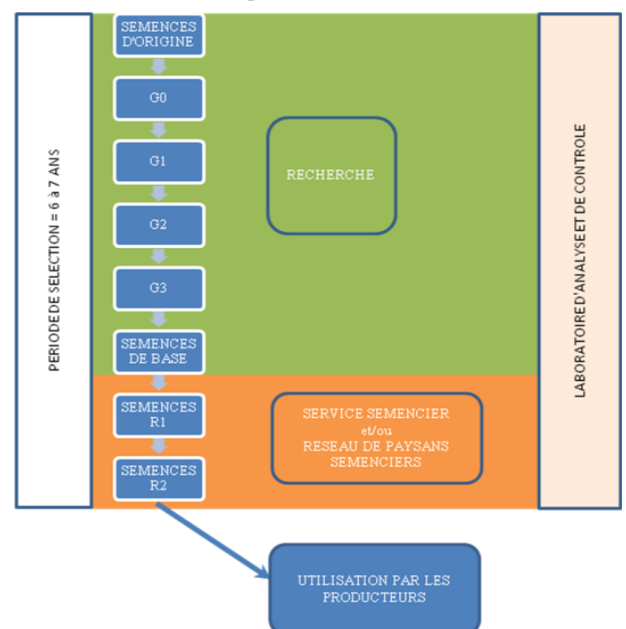 SEMENCES
D'ORIGINE
G0
G1
G2
G3
SEMENCES
DE BASE
SEMENCES
R1
SEMENCES
R2
PERIODE DE SELECTION = 6 à 7 ANS
RECHERCHE
SERVICE SEMENCIER
et/ou
RESEAU DE PAYSANS
SEMENCIERS
LABORATOIRE D'ANALYSE ET DE CONTROLE
UTILISATION PAR LES
PRODUCTEURS